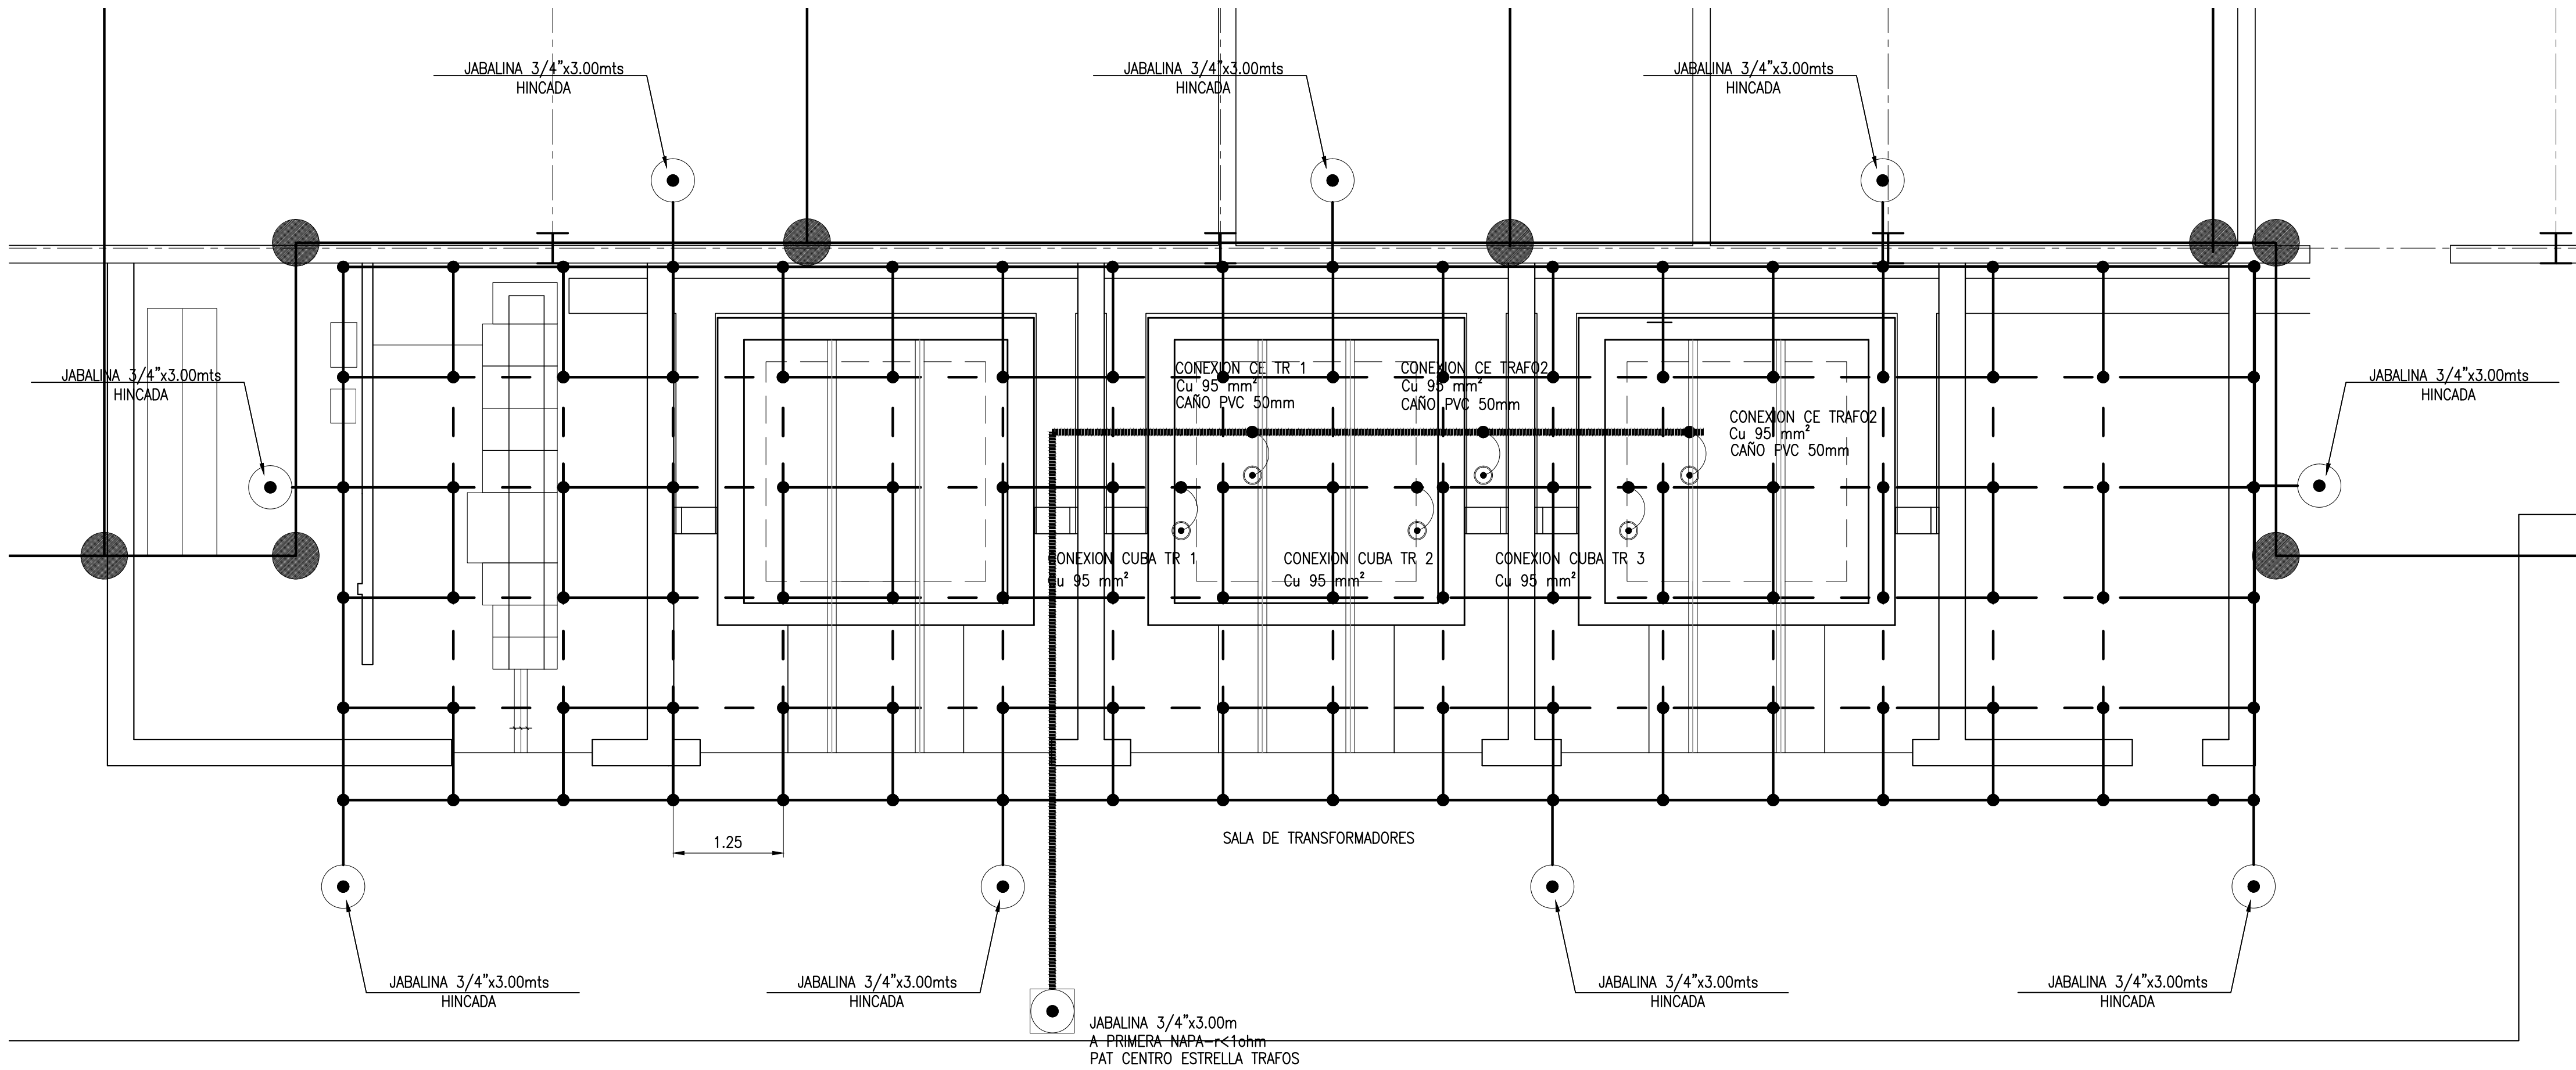 JABALINA 3/4"x3.00mts
HINCADA
JABALINA 3/4"x3.00mts
HINCADA
JABALINA 3/4"x3.00mts
HINCADA
JABALINA 3/4"x3.00mts
HINCADA
CONEXION CE TR 1
Cu 95 mm²
CAÑO PVC 50mm
CONEXION CE TRAFO2
Cu 95 mm²
CAÑO PVC 50mm
CONEXION CE TRAFO2
Cu 95 mm²
CAÑO PVC 50mm
JABALINA 3/4"x3.00mts
HINCADA
CONEXION CUBA TR 1
Cu 95 mm²
CONEXION CUBA TR 2
Cu 95 mm²
CONEXION CUBA TR 3
Cu 95 mm²
1.25
SALA DE TRANSFORMADORES
JABALINA 3/4"x3.00mts
HINCADA
JABALINA 3/4"x3.00mts
HINCADA
JABALINA 3/4"x3.00mts
HINCADA
JABALINA 3/4"x3.00mts
HINCADA
JABALINA 3/4"x3.00m
A PRIMERA NAPA-r<1ohm
PAT CENTRO ESTRELLA TRAFOS